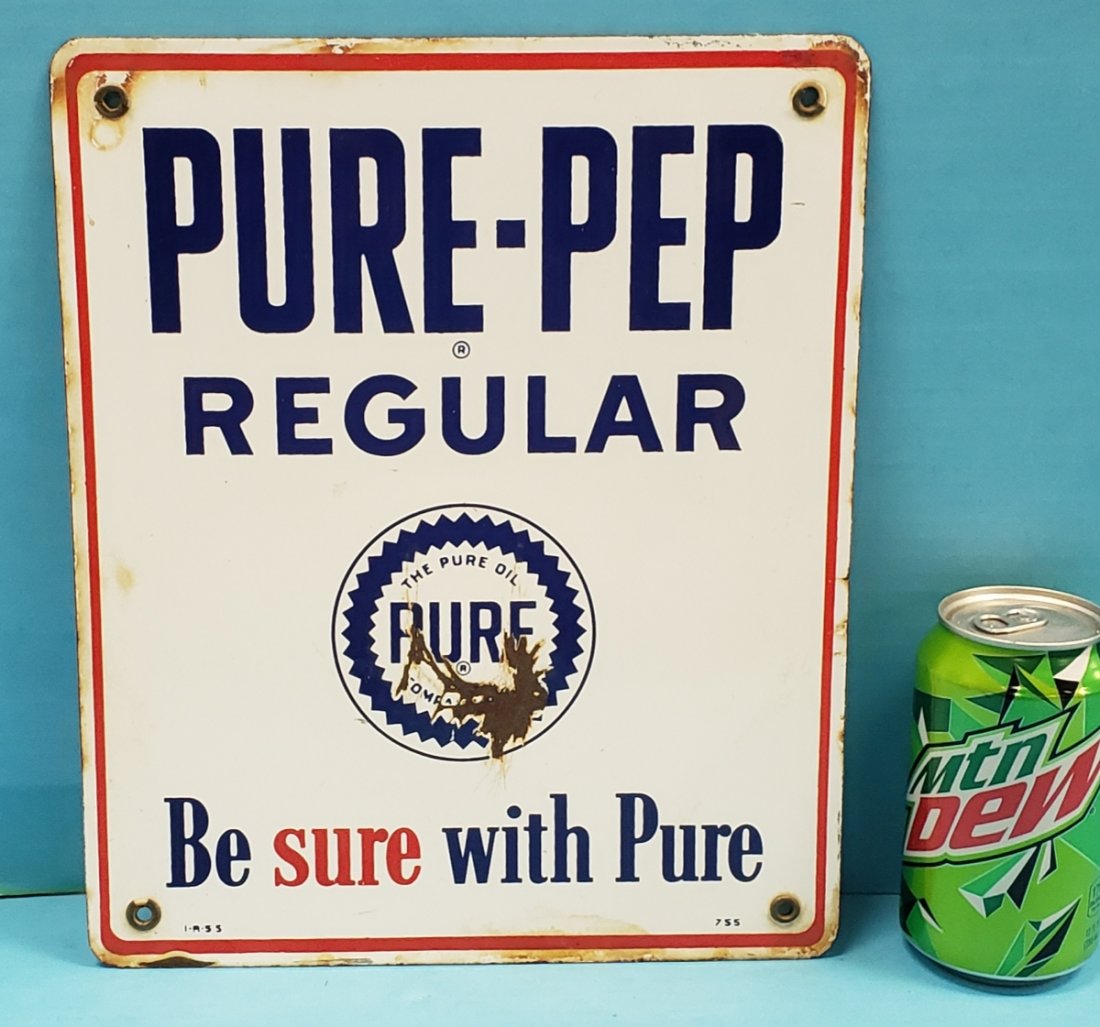 PURE-PEP
®
REGULAR
THE PURE OIL
PURE
®
Be sure with Pure
1-A-55
755
mtn
DEW